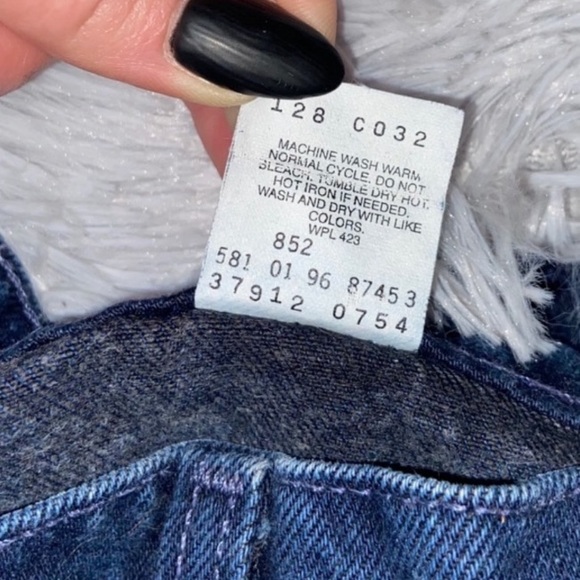 128 C032
MACHINE WASH WARM
NORMAL CYCLE. DO NOT
BLEACH. TUMBLE DRY HOT.
HOT IRON IF NEEDED.
WASH AND DRY WITH LIKE
COLORS.
WPL 423
852
581 01 96 87453
37912 0754